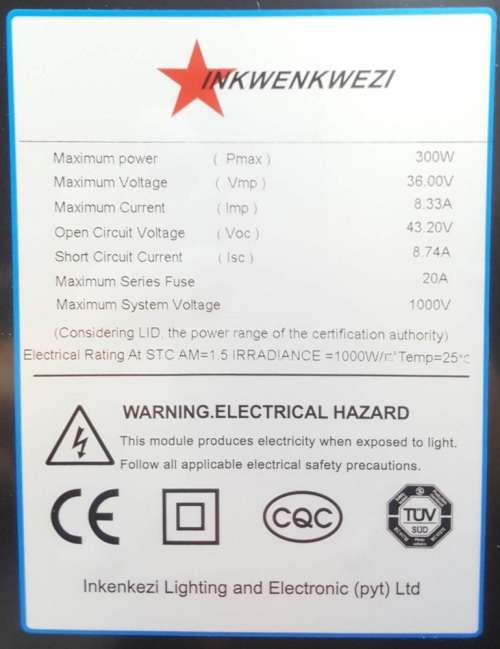 INKWENKWEZI
Maximum power ( Pmax ) 300W
Maximum Voltage ( Vmp ) 36.00V
Maximum Current ( Imp ) 8.33A
Open Circuit Voltage ( Voc ) 43.20V
Short Circuit Current ( Isc ) 8.74A
Maximum Series Fuse 20A
Maximum System Voltage 1000V
(Considering LID, the power range of the certification authority)
Electrical Rating At STC AM=1.5 IRRADIANCE =1000W/㎡ Temp=25℃
WARNING.ELECTRICAL HAZARD
This module produces electricity when exposed to light.
Follow all applicable electrical safety precautions.
CE
CQC
TÜV
SÜD
Inkenkezi Lighting and Electronic (pyt) Ltd